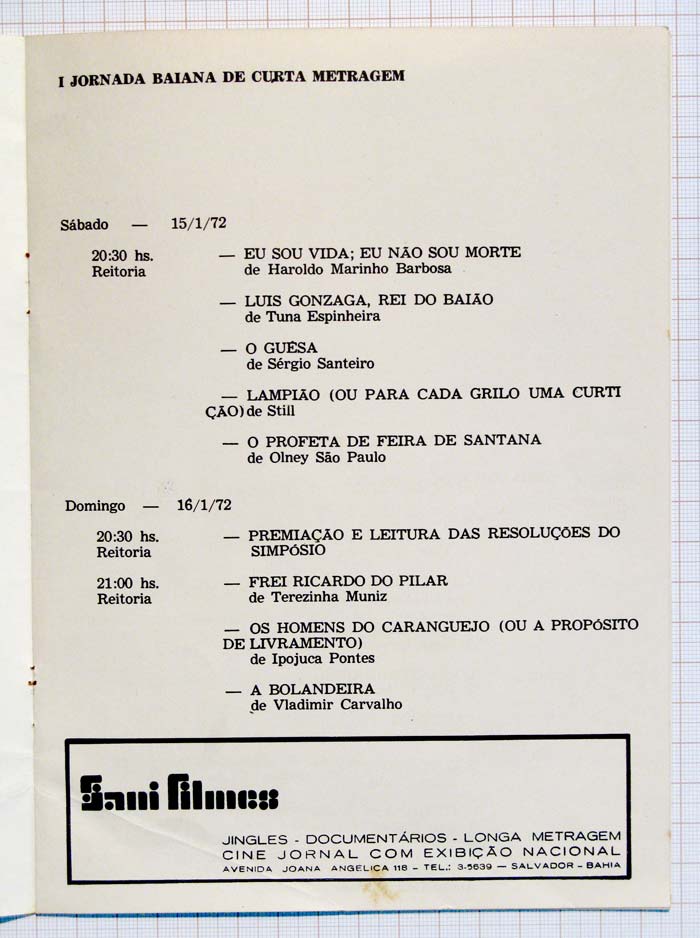 I JORNADA BAIANA DE CURTA METRAGEM
Sábado — 15/1/72
20:30 hs. — EU SOU VIDA; EU NÃO SOU MORTE
Reitoria de Haroldo Marinho Barbosa
— LUIS GONZAGA, REI DO BAIÃO
de Tuna Espinheira
— O GUÊSA
de Sérgio Santeiro
— LAMPIÃO (OU PARA CADA GRILO UMA CURTI
ÇÃO) de Still
— O PROFETA DE FEIRA DE SANTANA
de Olney São Paulo
Domingo — 16/1/72
20:30 hs. — PREMIAÇÃO E LEITURA DAS RESOLUÇÕES DO
Reitoria SIMPÓSIO
21:00 hs. — FREI RICARDO DO PILAR
Reitoria de Terezinha Muniz
— OS HOMENS DO CARANGUEJO (OU A PROPÓSITO
DE LIVRAMENTO)
de Ipojuca Pontes
— A BOLANDEIRA
de Vladimir Carvalho
Sani Filmes
JINGLES - DOCUMENTÁRIOS - LONGA METRAGEM
CINE JORNAL COM EXIBIÇÃO NACIONAL
AVENIDA JOANA ANGELICA 118 - TEL.: 3-5639 — SALVADOR - BAHIA